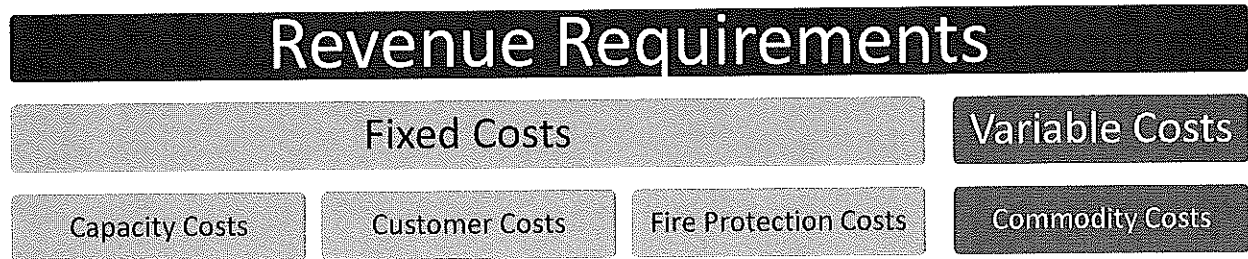 Revenue Requirements
Fixed Costs
Variable Costs
Capacity Costs
Customer Costs
Fire Protection Costs
Commodity Costs